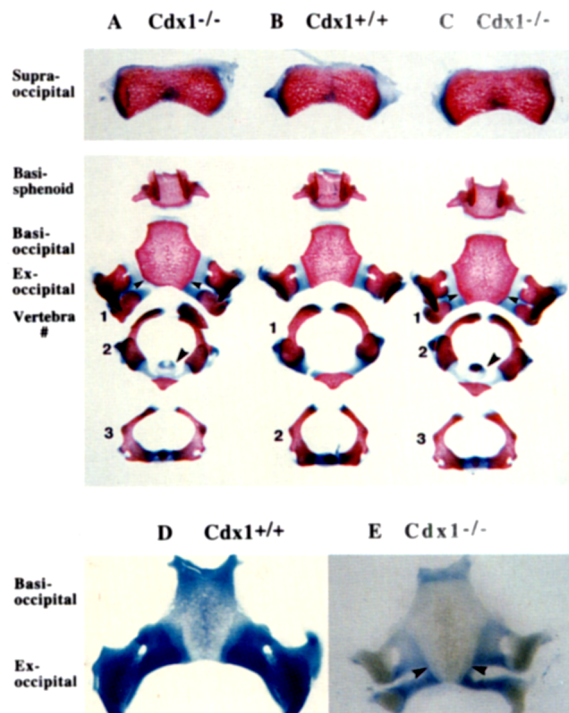 A Cdx1-/- B Cdx1+/+ C Cdx1-/-
Supra-
occipital
Basi-
sphenoid
Basi-
occipital
Ex-
occipital
Vertebra
#
1 1 1
2 2
3 2 3
D Cdx1+/+ E Cdx1-/-
Basi-
occipital
Ex-
occipital